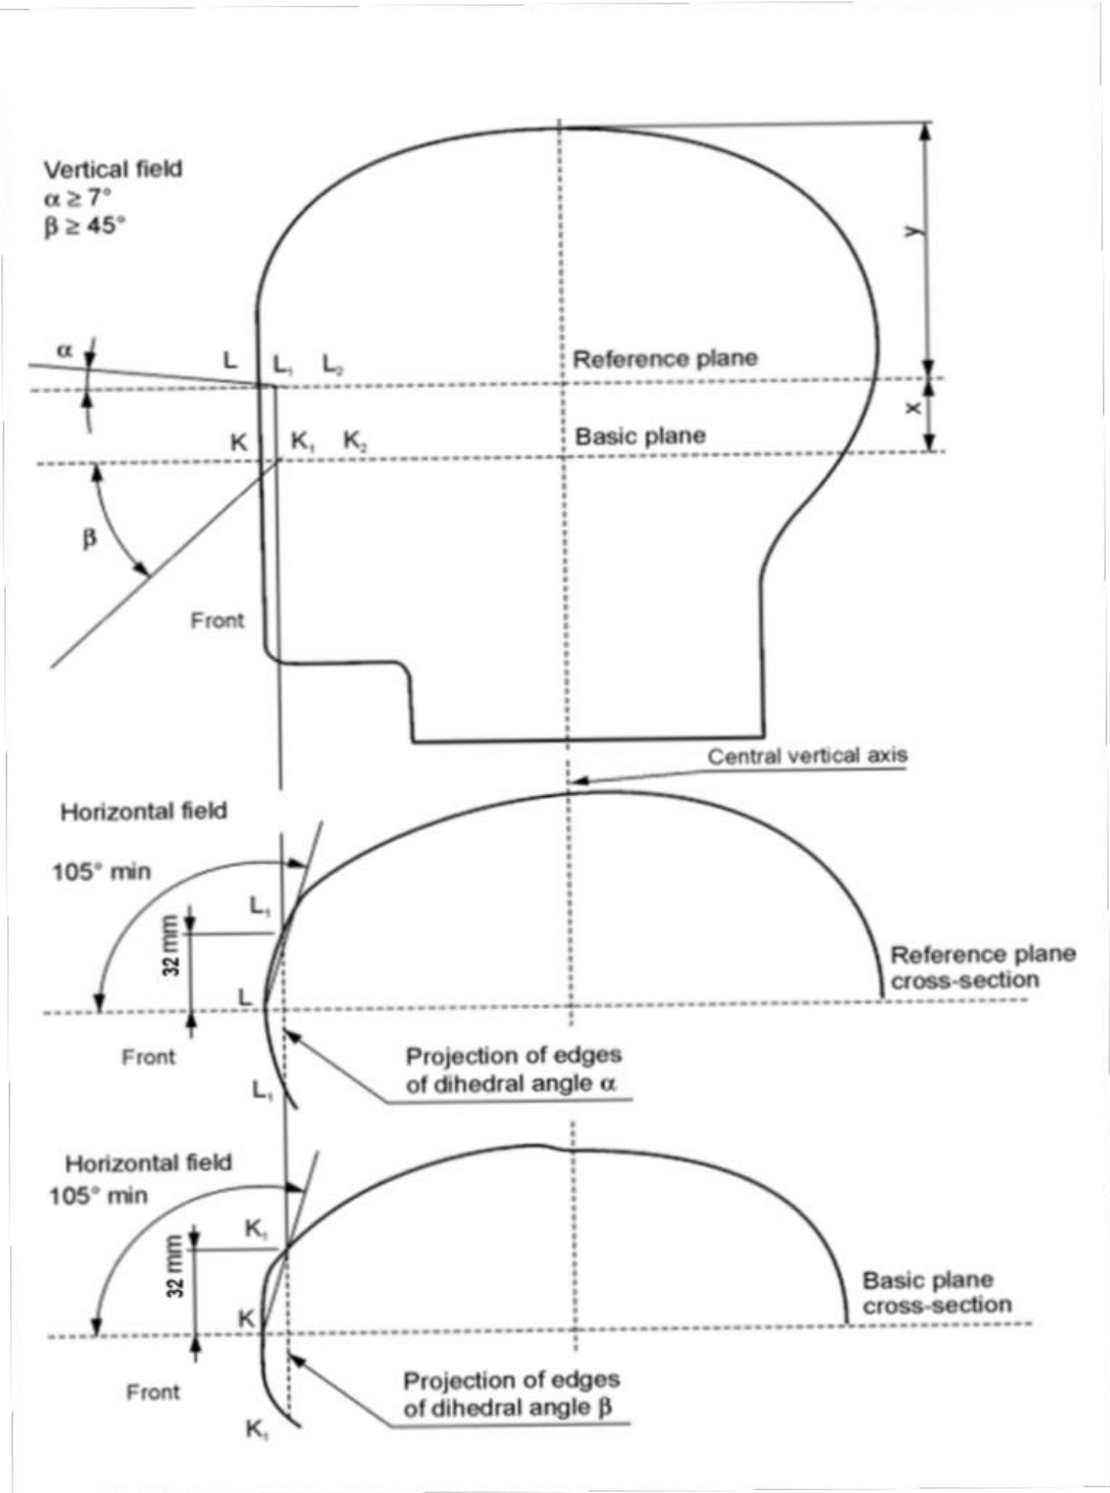 Vertical field
α ≥ 7°
β ≥ 45°
y
α
L L₁ L₂
Reference plane
x
K K₁ K₂
Basic plane
β
Front
Central vertical axis
Horizontal field
105° min
L₁
32 mm
L
Reference plane
cross-section
Front
Projection of edges
of dihedral angle α
L₁
Horizontal field
105° min
K₁
32 mm
K
Basic plane
cross-section
Front
Projection of edges
of dihedral angle β
K₁